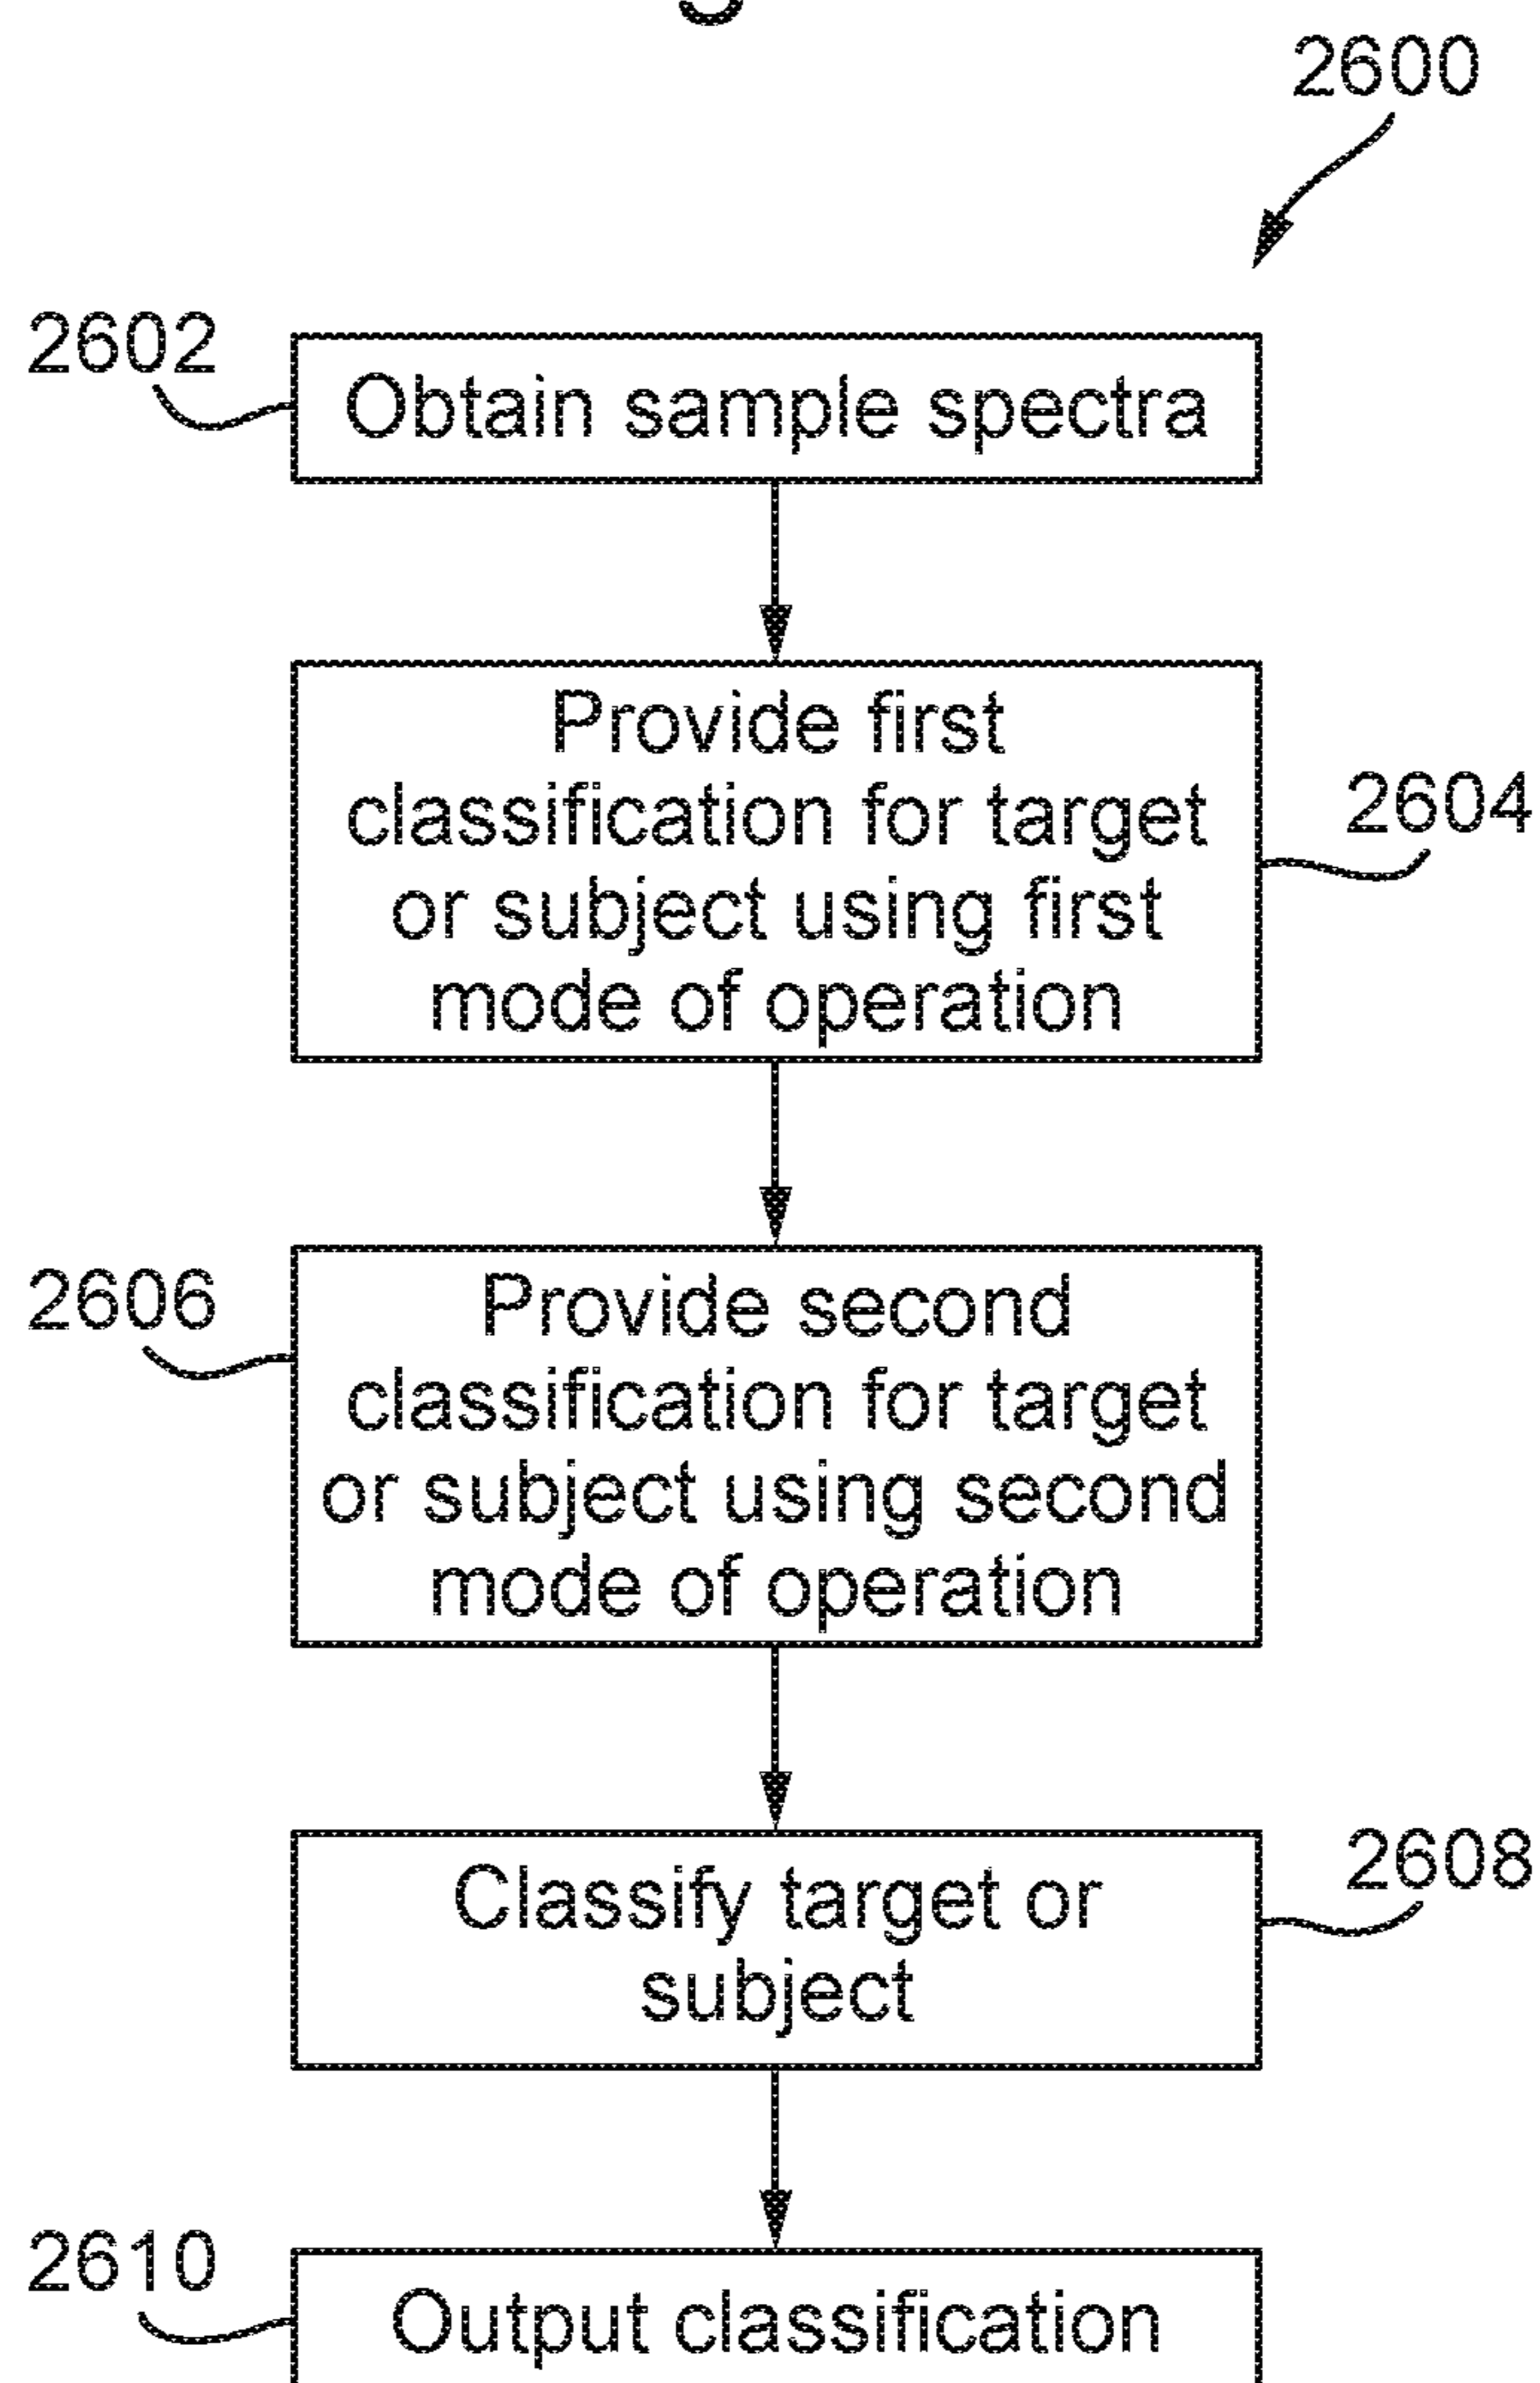 2600
2602
Obtain sample spectra
Provide first
classification for target
or subject using first
mode of operation
2604
2606
Provide second
classification for target
or subject using second
mode of operation
Classify target or
subject
2608
2610
Output classification